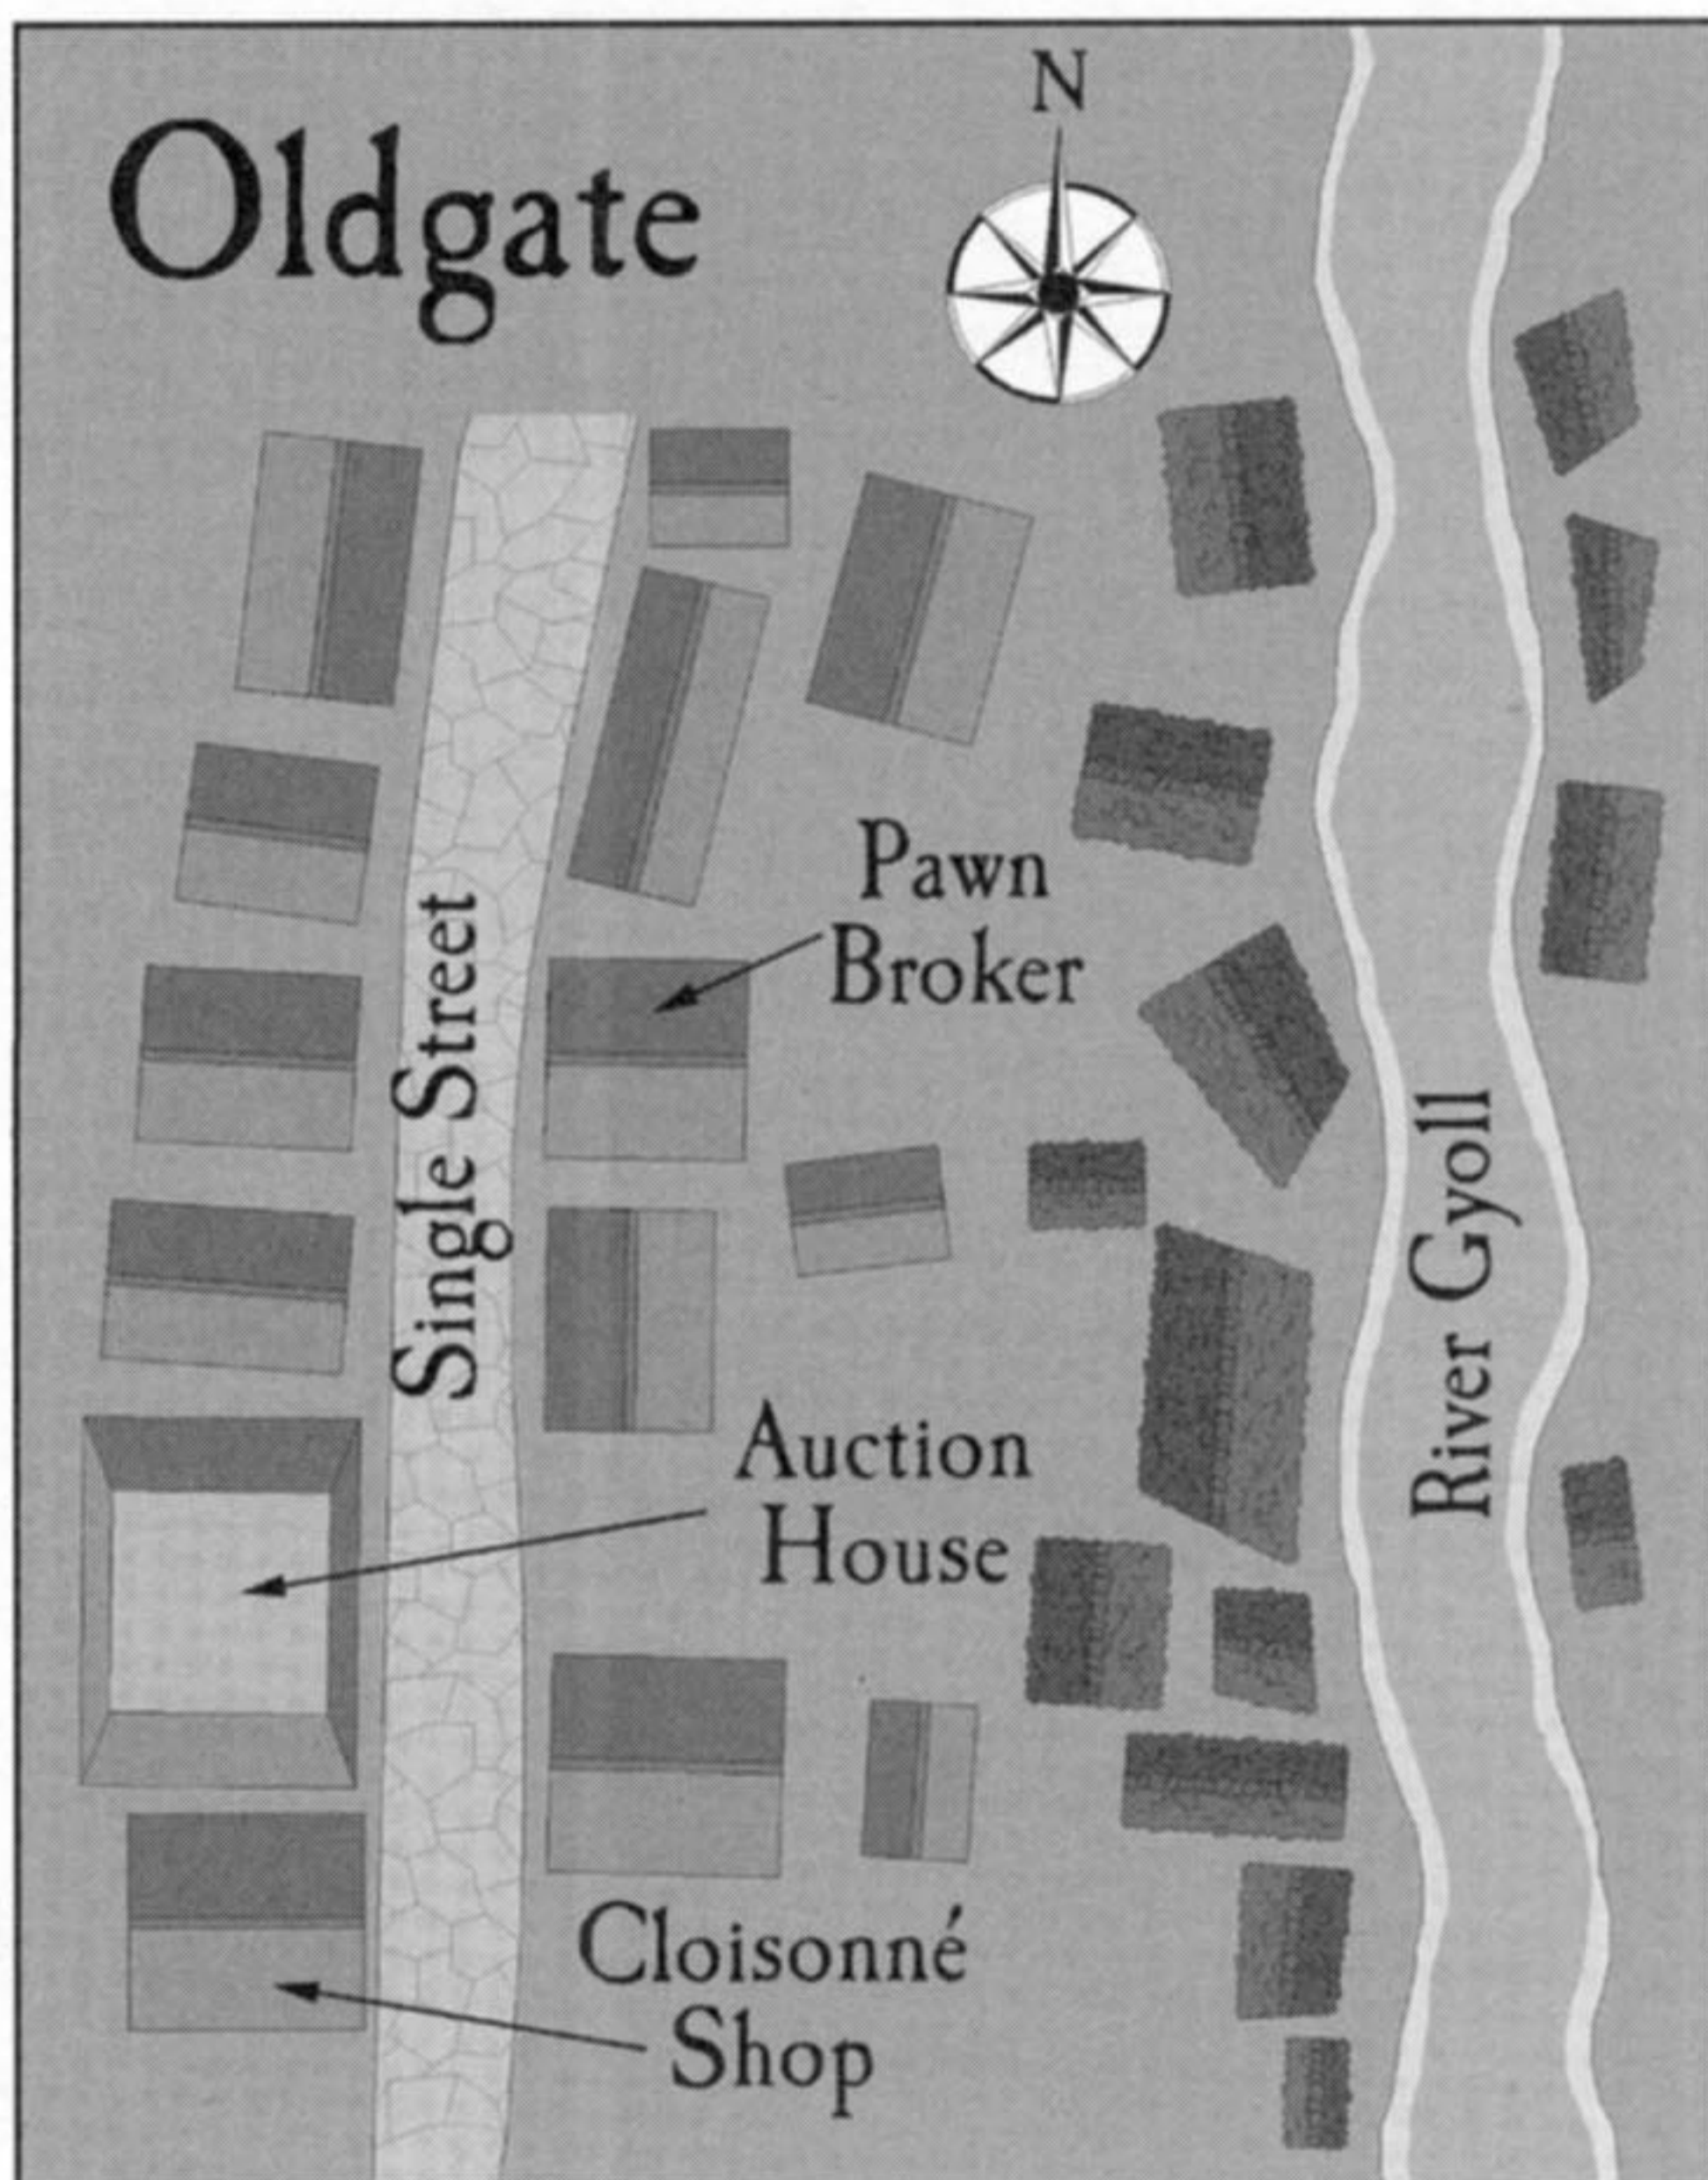 N
Oldgate
Pawn
Broker
Single Street
River Gyoll
Auction
House
Cloisonné
Shop